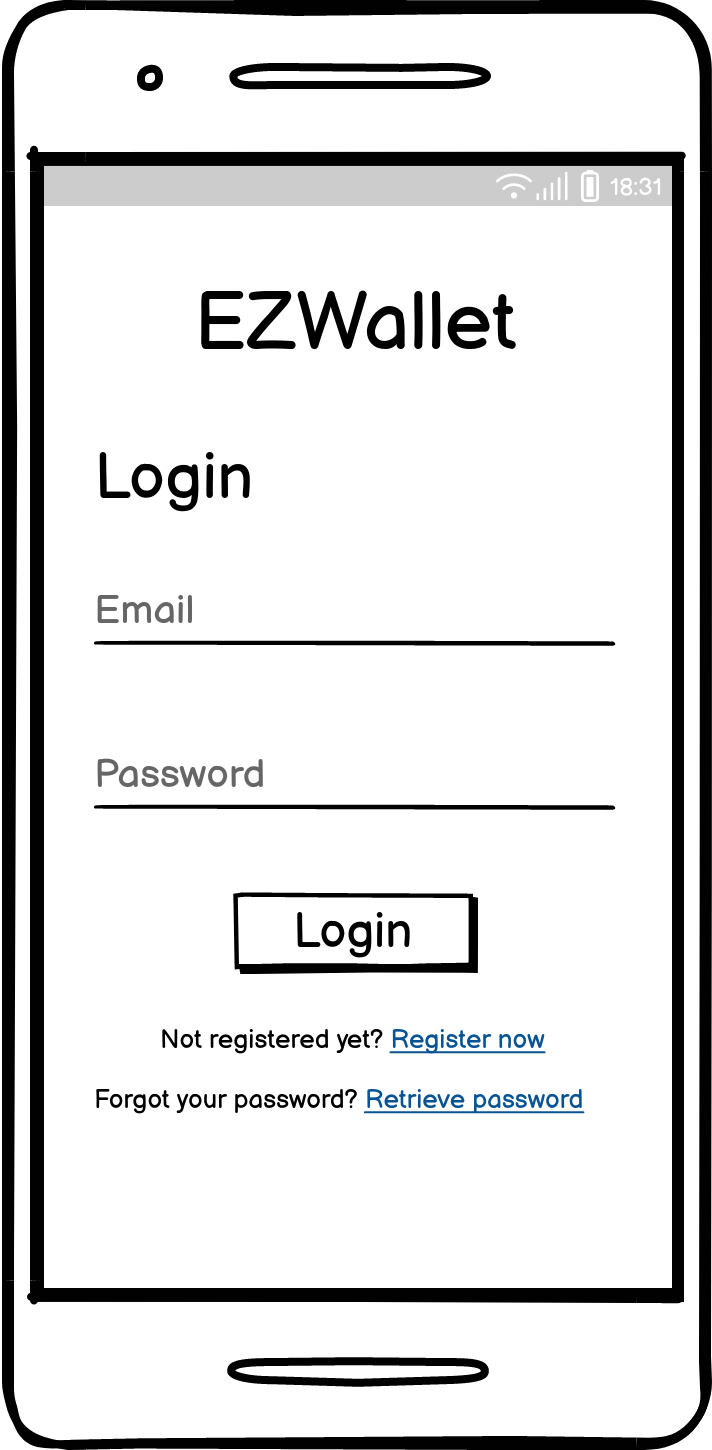 18:31
EZWallet
Login
Email
Password
Login
Not registered yet? Register now
Forgot your password? Retrieve password